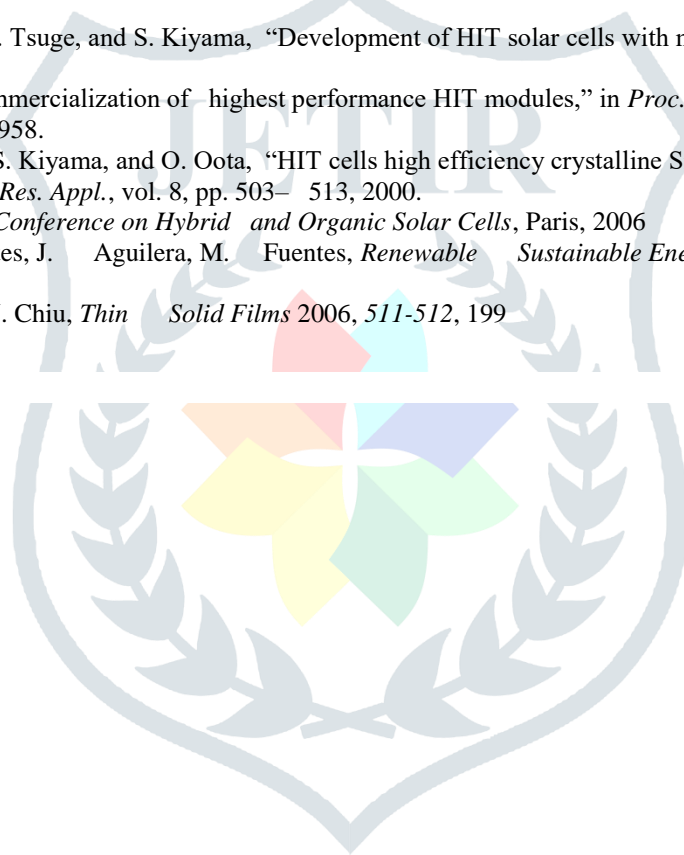 . Tsuge, and S. Kiyama, “Development of HIT solar cells with
mmercialization of highest performance HIT modules,” in Proc.
958.
S. Kiyama, and O. Oota, “HIT cells high efficiency crystalline S
Res. Appl., vol. 8, pp. 503– 513, 2000.
Conference on Hybrid and Organic Solar Cells, Paris, 2006
es, J. Aguilera, M. Fuentes, Renewable Sustainable Ene
. Chiu, Thin Solid Films 2006, 511-512, 199
JETIR